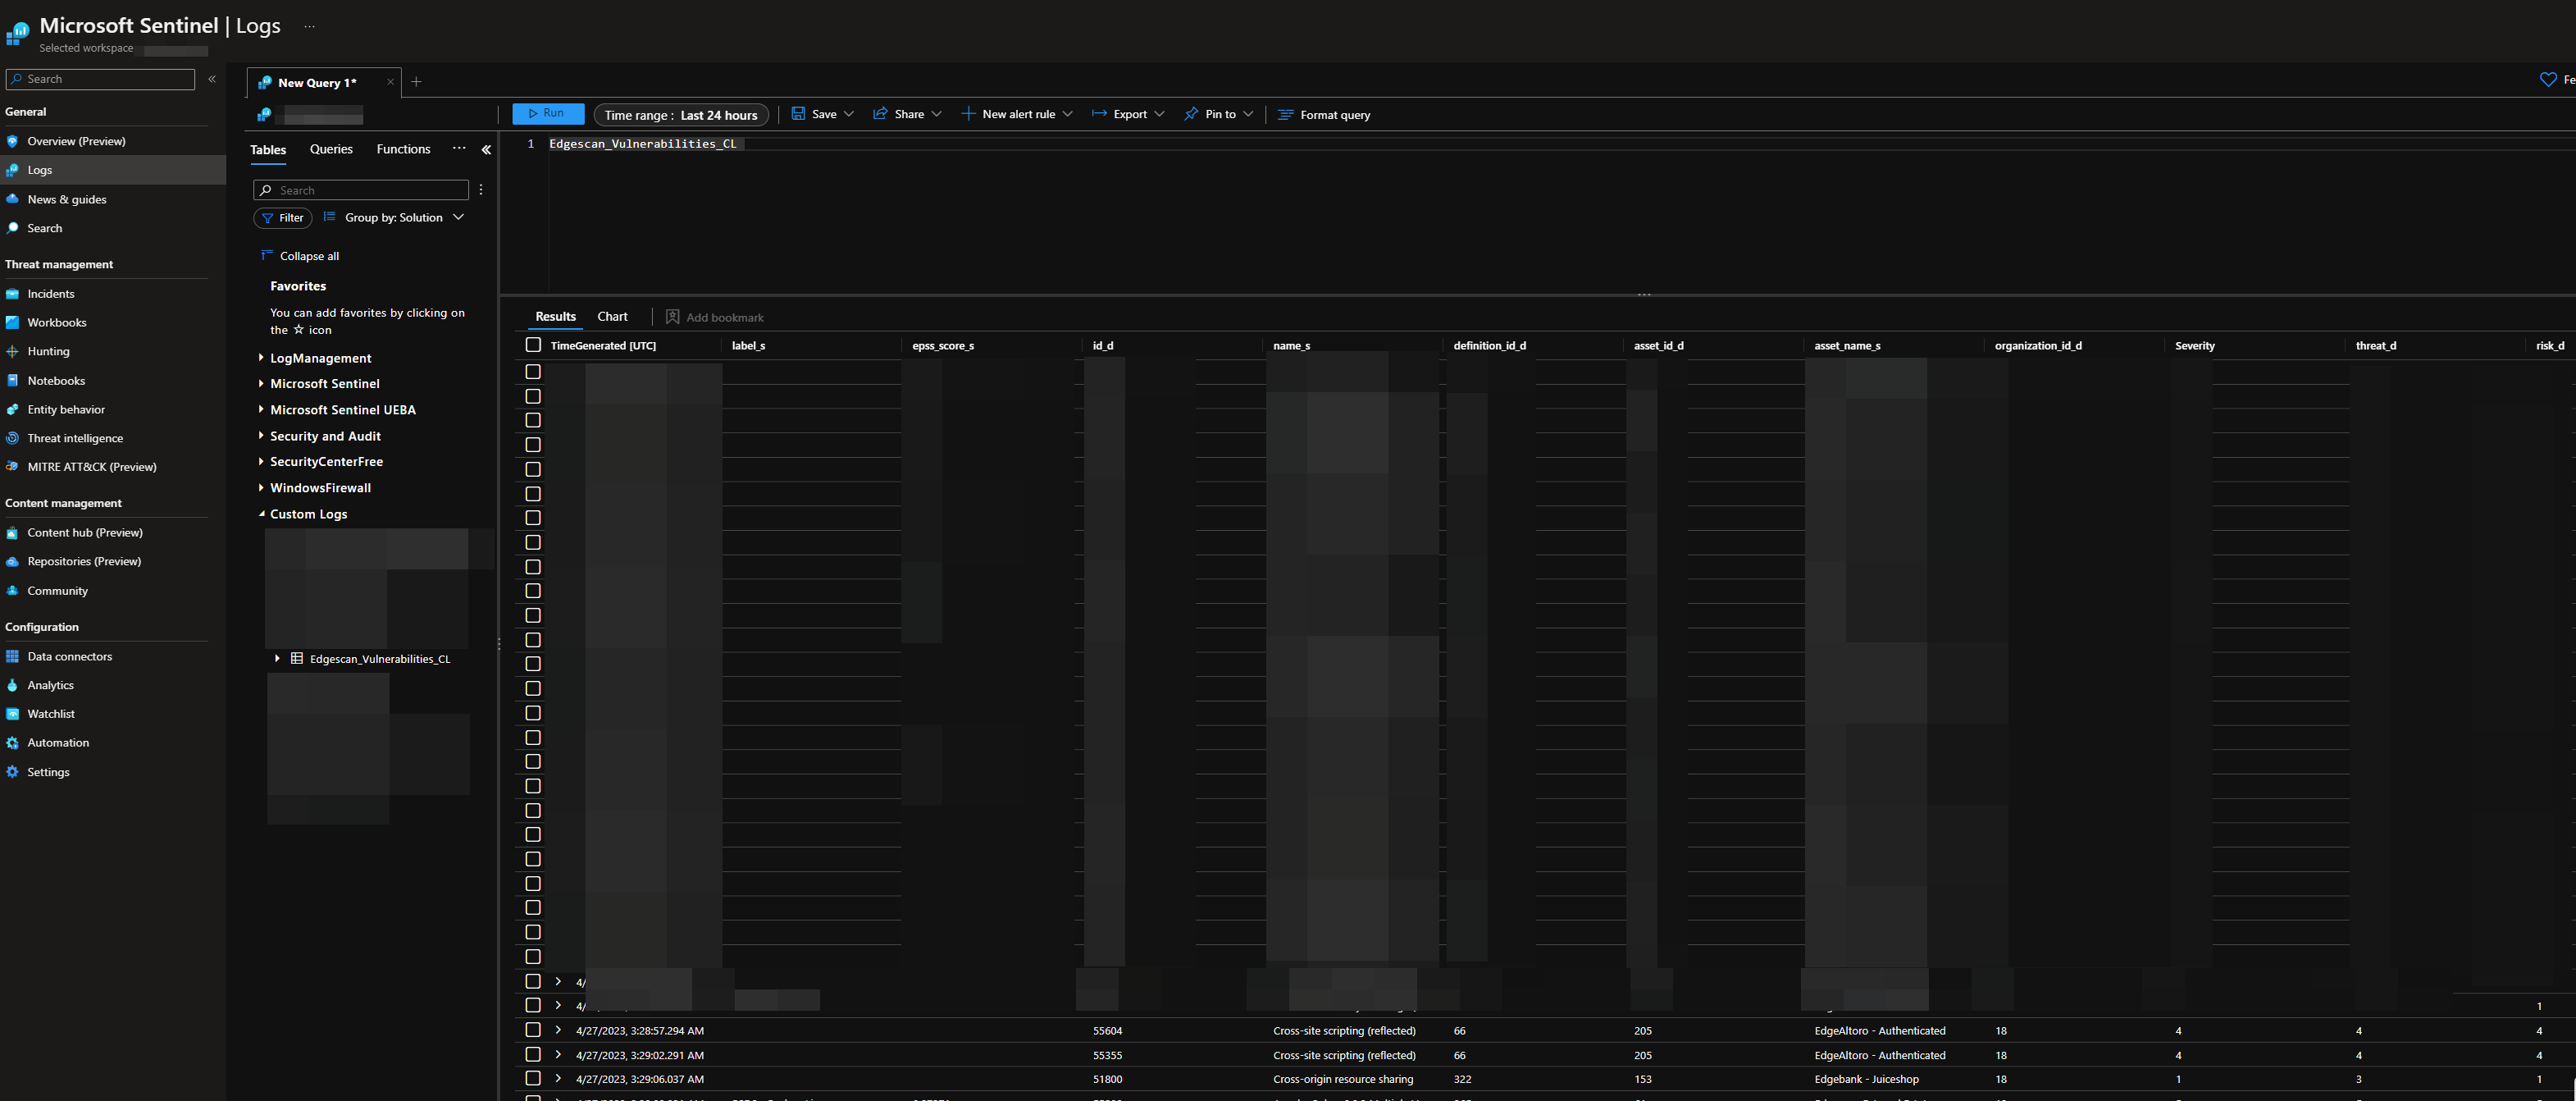 Microsoft Sentinel | Logs ...
Selected workspace
Search
«
General
Overview (Preview)
Logs
News & guides
Search
Threat management
Incidents
Workbooks
Hunting
Notebooks
Entity behavior
Threat intelligence
MITRE ATT&CK (Preview)
Content management
Content hub (Preview)
Repositories (Preview)
Community
Configuration
Data connectors
Analytics
Watchlist
Automation
Settings
New Query 1*
Fe
Run
Time range : Last 24 hours
Save
Share
New alert rule
Export
Pin to
Format query
Tables Queries Functions ... «
Search
Filter
Group by: Solution
Collapse all
Favorites
You can add favorites by clicking on
the ☆ icon
LogManagement
Microsoft Sentinel
Microsoft Sentinel UEBA
Security and Audit
SecurityCenterFree
WindowsFirewall
Custom Logs
Edgescan_Vulnerabilities_CL
1 Edgescan_Vulnerabilities_CL
Results Chart Add bookmark
TimeGenerated [UTC] label_s epss_score_s id_d name_s definition_id_d asset_id_d asset_name_s organization_id_d Severity threat_d risk_d
4/
4/ 1
4/27/2023, 3:28:57.294 AM 55604 Cross-site scripting (reflected) 66 205 EdgeAltoro - Authenticated 18 4 4 4
4/27/2023, 3:29:02.291 AM 55355 Cross-site scripting (reflected) 66 205 EdgeAltoro - Authenticated 18 4 4 4
4/27/2023, 3:29:06.037 AM 51800 Cross-origin resource sharing 322 153 Edgebank - Juiceshop 18 1 3 1